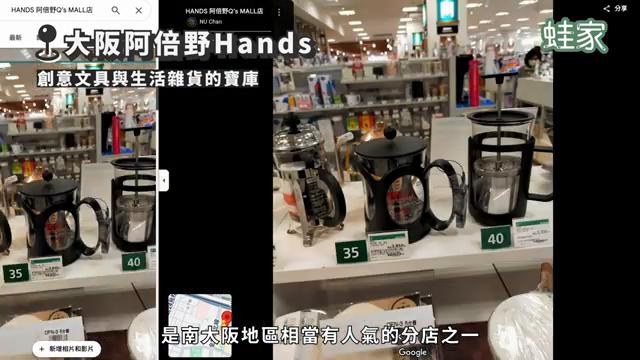 HANDS 阿倍野Q's MALL店
HANDS 阿倍野Q's MALL店
NU Chan
分享
最新
大阪阿倍野Hands
創意文具與生活雜貨的寶庫
蛙家
35
40
35
40
新增相片和影片
是南大阪地區相當有人氣的分店之一
Google